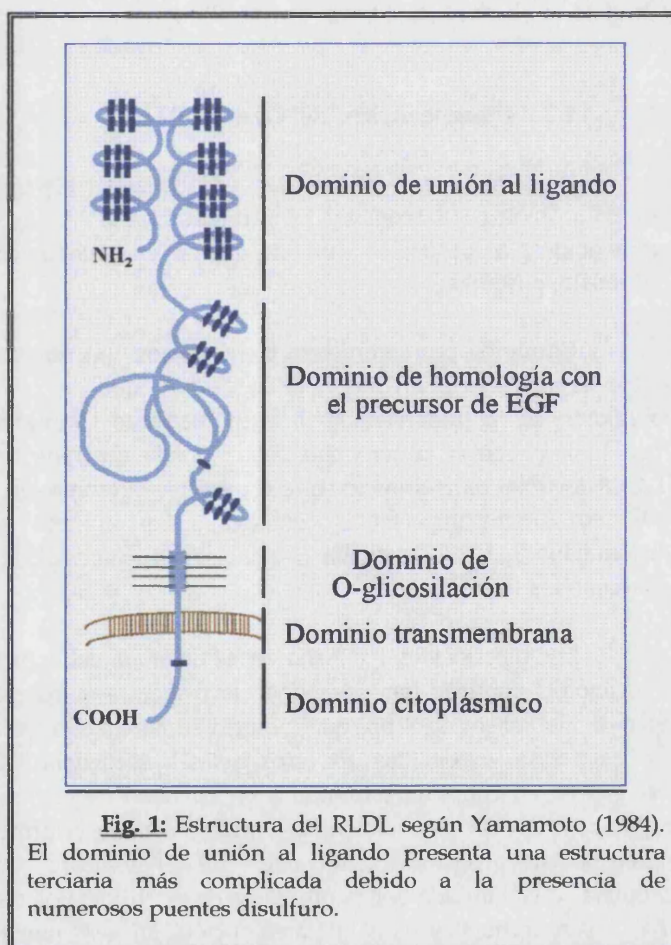 Dominio de unión al ligando
NH₂
Dominio de homología con
el precursor de EGF
Dominio de
O-glicosilación
Dominio transmembrana
Dominio citoplásmico
COOH
Fig. 1: Estructura del RLDL según Yamamoto (1984).
El dominio de unión al ligando presenta una estructura
terciaria más complicada debido a la presencia de
numerosos puentes disulfuro.